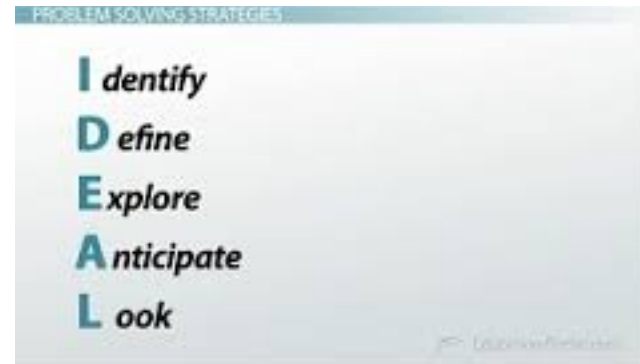 PROBLEM SOLVING STRATEGIES
Identify
Define
Explore
Anticipate
Look